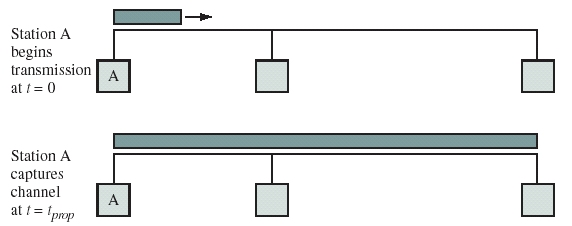 Station A
begins
transmission
at t = 0
A
Station A
captures
channel
at t = tprop
A